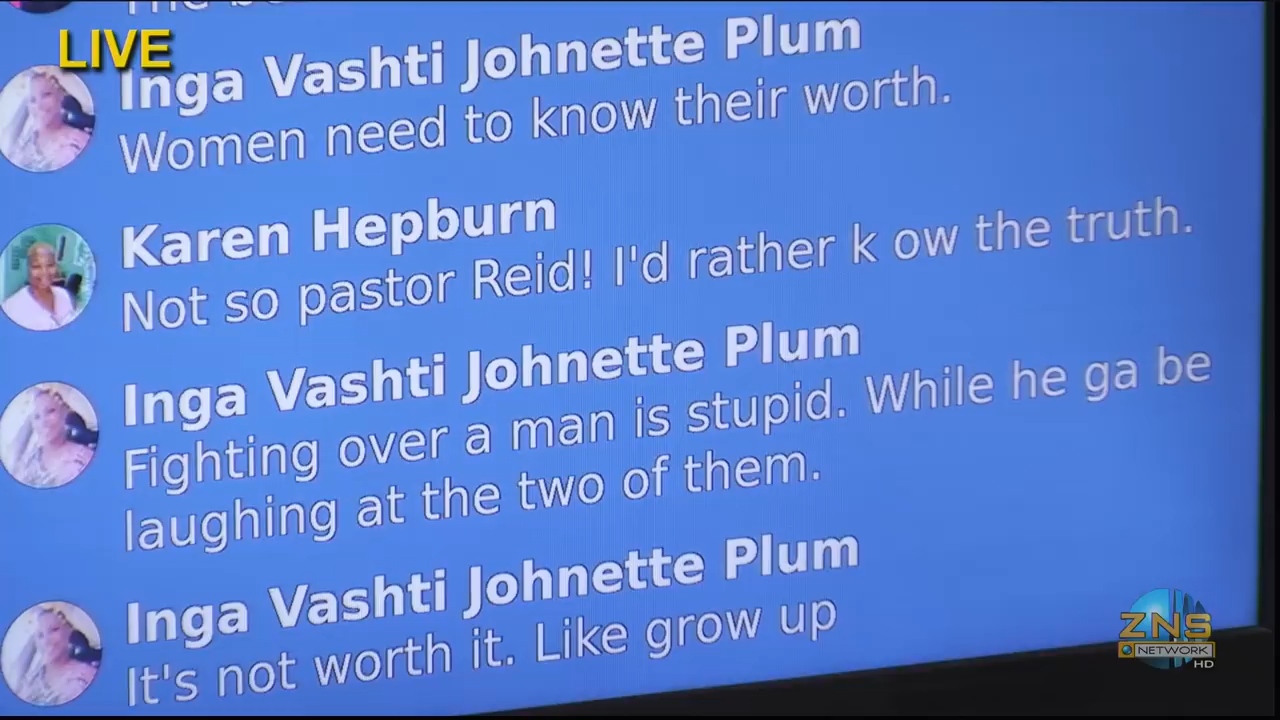 LIVE
Inga Vashti Johnette Plum
Women need to know their worth.
Karen Hepburn
Not so pastor Reid! I'd rather k ow the truth.
Inga Vashti Johnette Plum
Fighting over a man is stupid. While he ga be
laughing at the two of them.
Inga Vashti Johnette Plum
It's not worth it. Like grow up
ZNS
NETWORK
HD